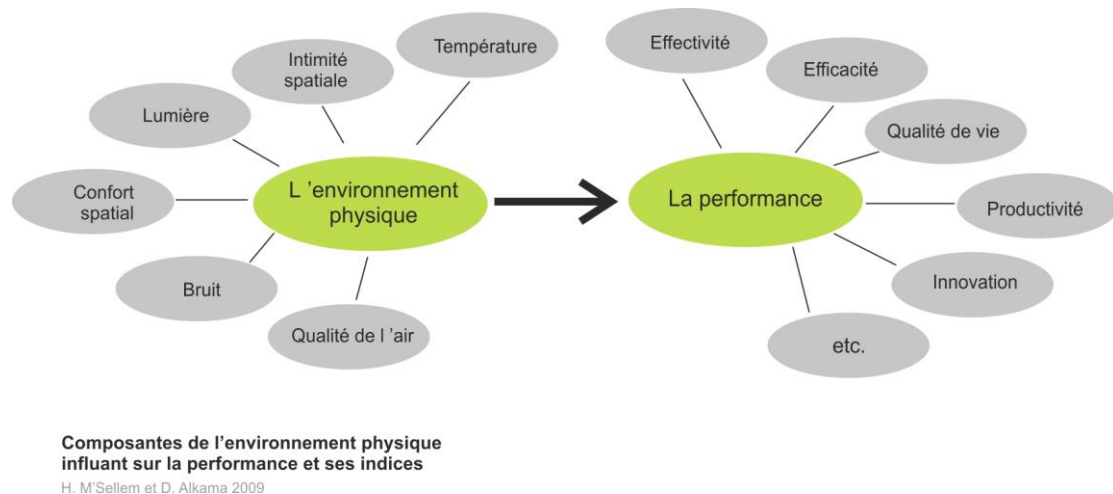 Température
Intimité
spatiale
Lumière
Confort
spatial
Bruit
Qualité de l 'air
L 'environnement
physique
Effectivité
Efficacité
Qualité de vie
Productivité
Innovation
etc.
La performance
Composantes de l'environnement physique
influant sur la performance et ses indices
H. M'Sellem et D. Alkama 2009